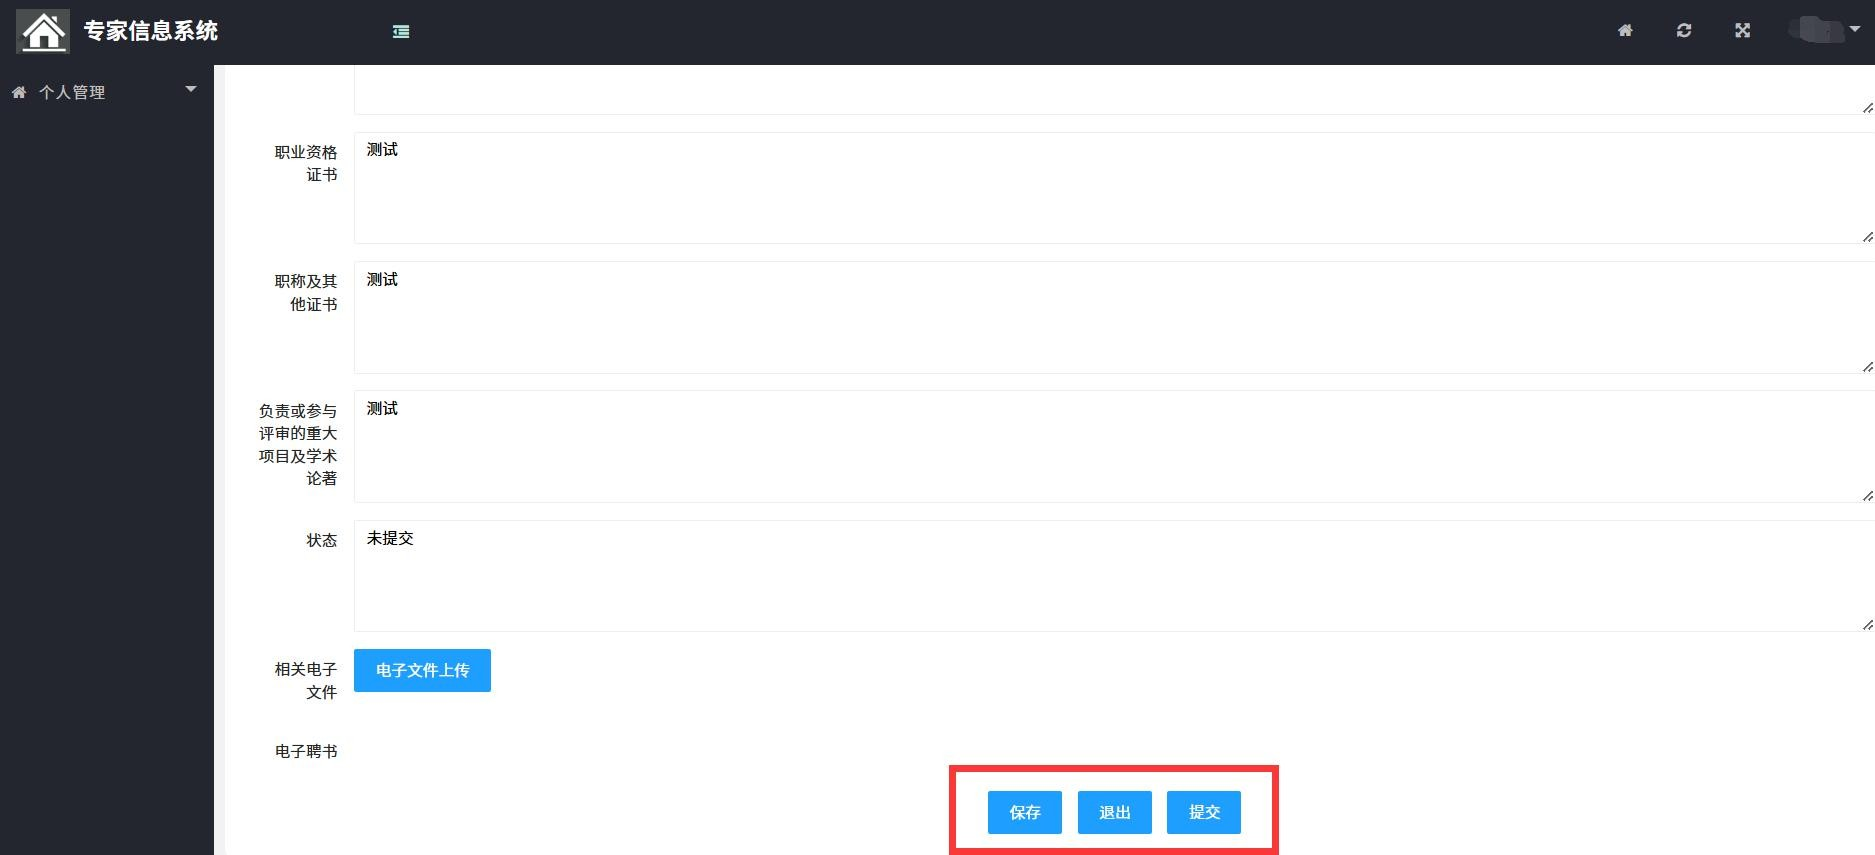 专家信息系统
个人管理
职业资格
证书
测试
职称及其
他证书
测试
负责或参与
评审的重大
项目及学术
论著
测试
状态
未提交
相关电子
文件
电子文件上传
电子聘书
保存 退出 提交